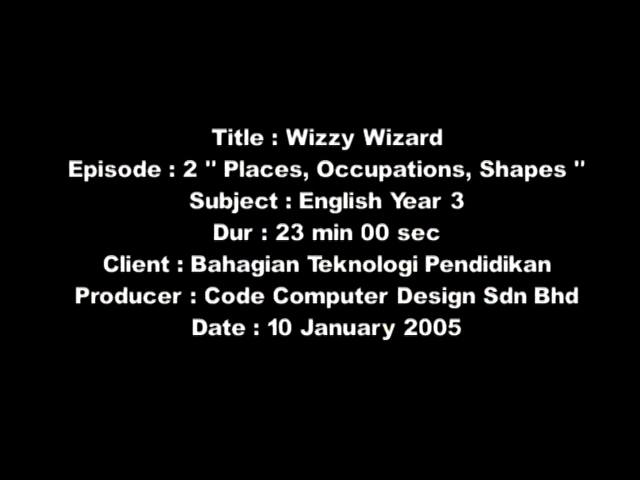 Title : Wizzy Wizard
Episode : 2 " Places, Occupations, Shapes "
Subject : English Year 3
Dur : 23 min 00 sec
Client : Bahagian Teknologi Pendidikan
Producer : Code Computer Design Sdn Bhd
Date : 10 January 2005